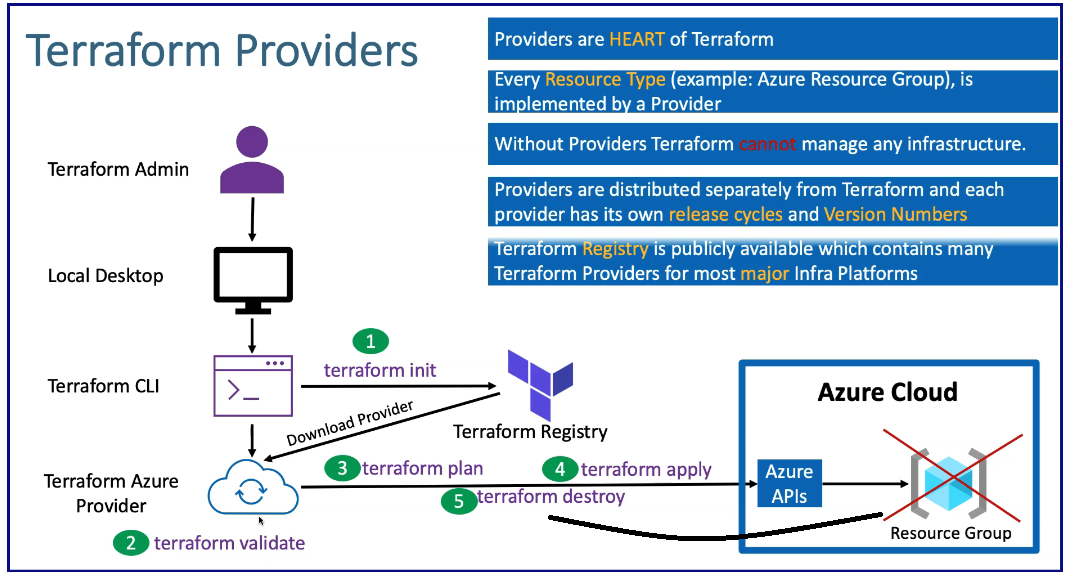 Terraform Providers
Providers are HEART of Terraform
Every Resource Type (example: Azure Resource Group), is
implemented by a Provider
Without Providers Terraform cannot manage any infrastructure.
Providers are distributed separately from Terraform and each
provider has its own release cycles and Version Numbers
Terraform Registry is publicly available which contains many
Terraform Providers for most major Infra Platforms
Terraform Admin
Local Desktop
Terraform CLI
1
terraform init
Download Provider
Terraform Registry
Terraform Azure
Provider
2 terraform validate
3 terraform plan
4 terraform apply
5 terraform destroy
Azure Cloud
Azure
APIs
Resource Group